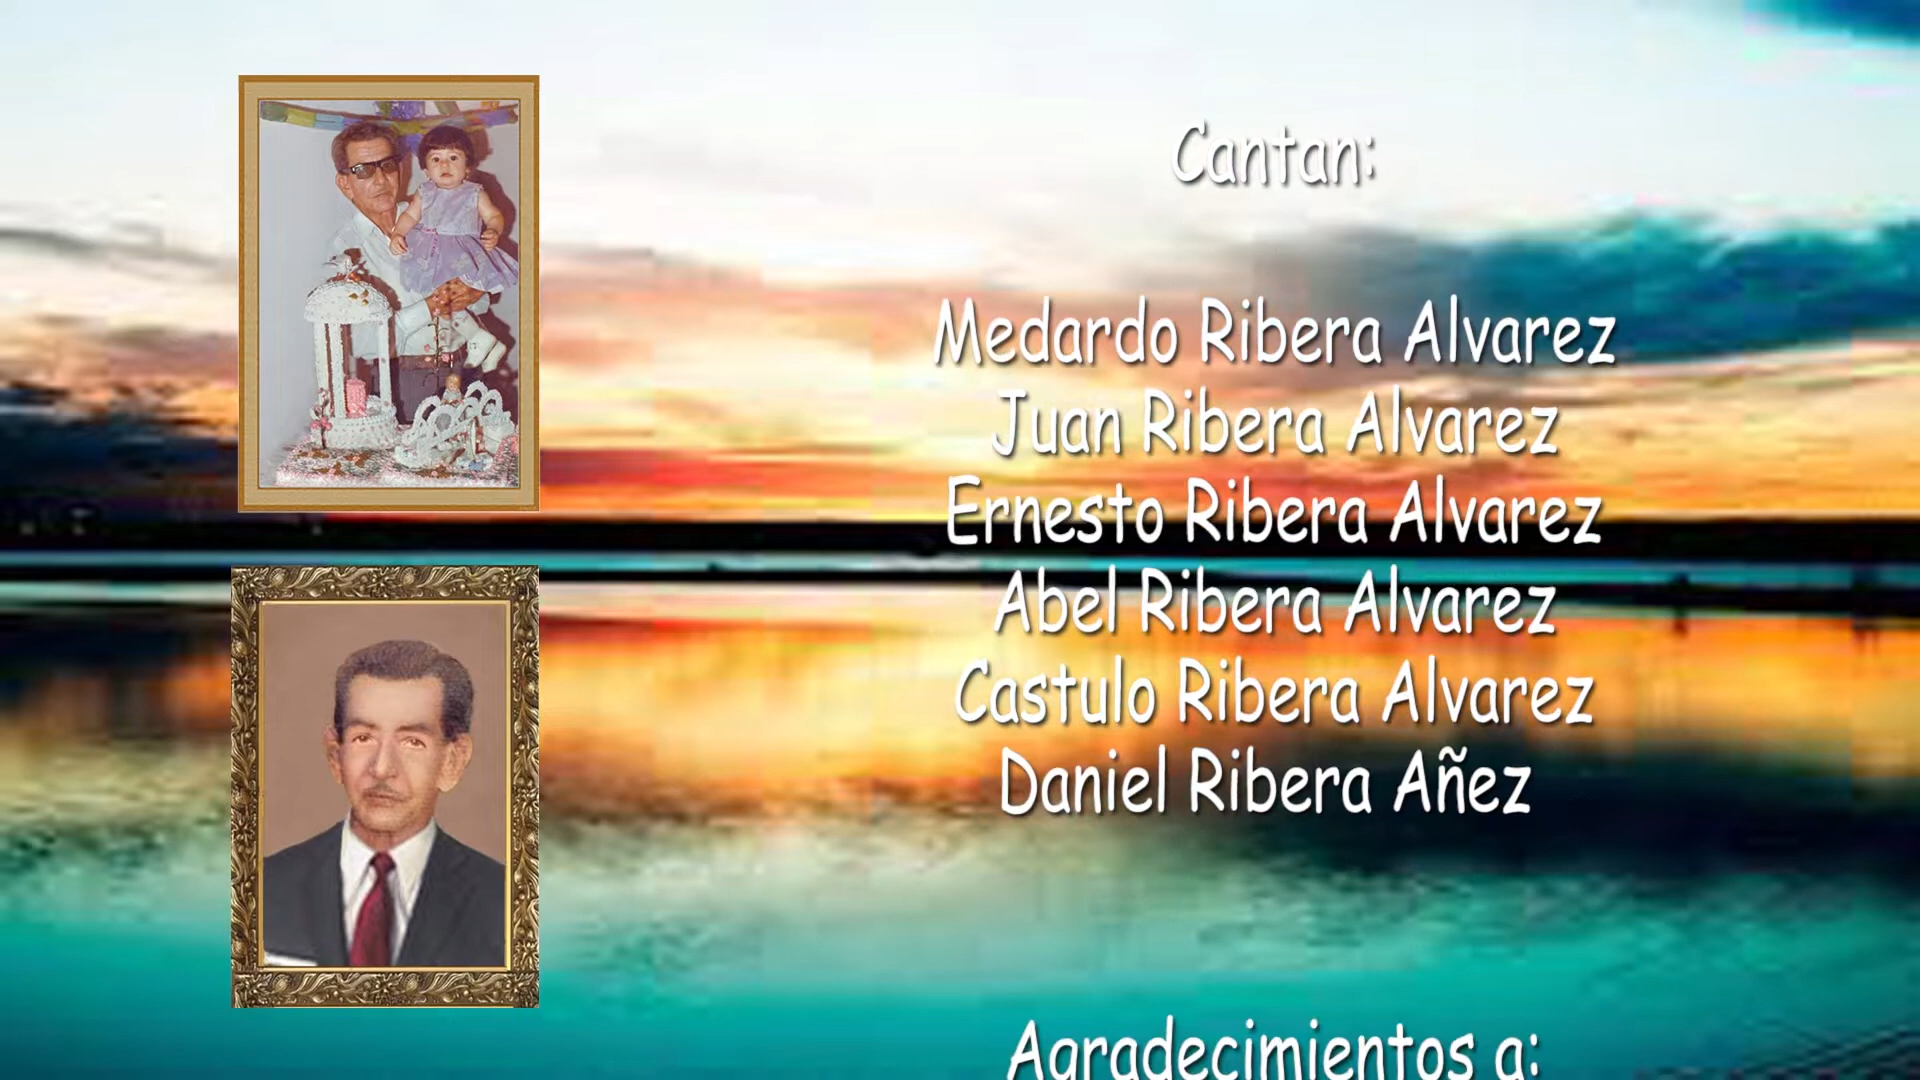 Cantan:
Medardo Ribera Alvarez
Juan Ribera Alvarez
Ernesto Ribera Alvarez
Abel Ribera Alvarez
Castulo Ribera Alvarez
Daniel Ribera Añez
Agradecimientos a: